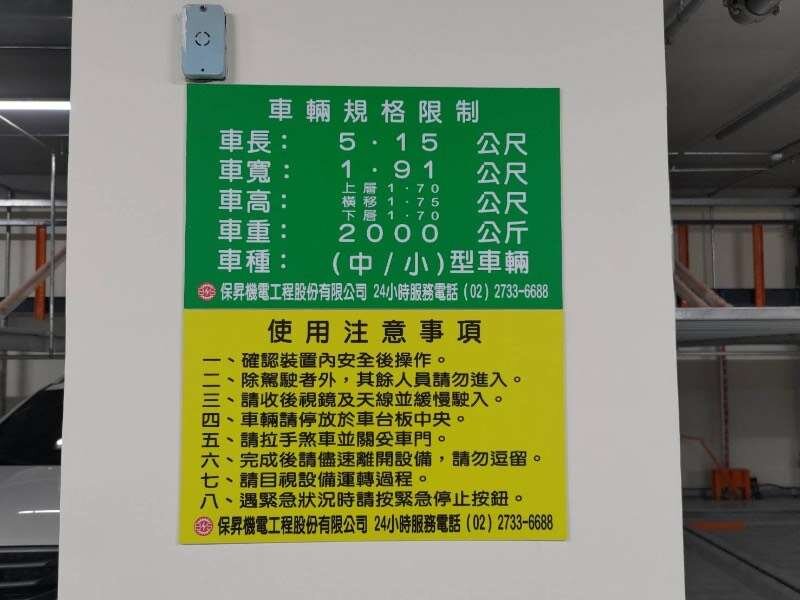 車輛規格限制
車長： 5．15 公尺
車寬： 1．91 公尺
車高： 上層1．70 橫移1．75 下層1．70 公尺
車重： 2000 公斤
車種： (中/小)型車輛
保昇機電工程股份有限公司 24小時服務電話(02)2733-6688
使用注意事項
一、確認裝置內安全後操作。
二、除駕駛者外，其餘人員請勿進入。
三、請收後視鏡及天線並緩慢駛入。
四、車輛請停放於車台板中央。
五、請拉手煞車並關妥車門。
六、完成後請儘速離開設備，請勿逗留。
七、請目視設備運轉過程。
八、遇緊急狀況時請按緊急停止按鈕。
保昇機電工程股份有限公司 24小時服務電話(02)2733-6688